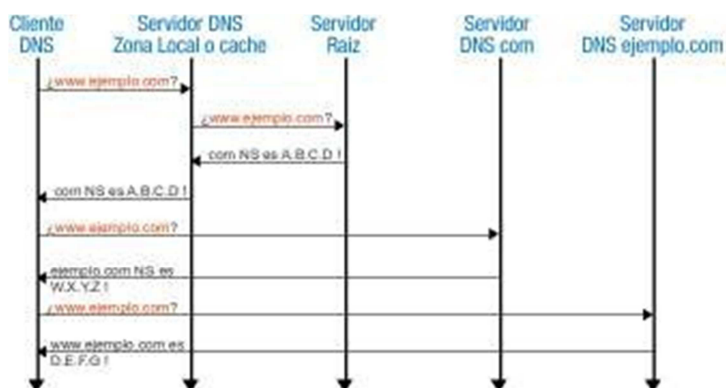 Cliente
DNS
Servidor DNS
Zona Local o cache
Servidor
Raiz
Servidor
DNS com
Servidor
DNS ejemplo.com
¿www.ejemplo.com?
¿www.ejemplo.com?
com NS es A.B.C.D !
com NS es A.B.C.D !
¿www.ejemplo.com?
ejemplo.com NS es
W.X.Y.Z !
¿www.ejemplo.com?
www.ejemplo.com es
D.E.F.G !